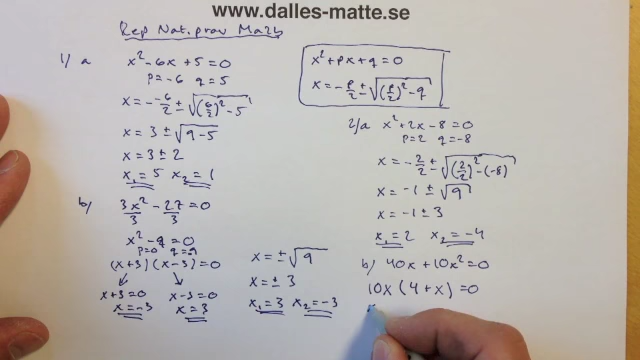 www.dalles-matte.se
Rep Nat.prov Ma2b
1/ a
x² - 6x + 5 = 0
p = -6 q = 5
x = - -6/2 ± √((6/2)² - 5)
x = 3 ± √(9-5)
x = 3 ± 2
x₁ = 5 x₂ = 1
b/
3x²/3 - 27/3 = 0
x² - 9 = 0
p=0 q=-9
(x+3)(x-3) = 0
x+3=0 x-3=0
x=-3 x=3
x = ±√9
x = ± 3
x₁ = 3 x₂ = -3
x² + px + q = 0
x = -p/2 ± √((p/2)² - q)
2/a x² + 2x - 8 = 0
p=2 q=-8
x = -2/2 ± √((2/2)² - (-8))
x = -1 ± √9
x = -1 ± 3
x₁ = 2 x₂ = -4
b/ 40x + 10x² = 0
10x (4 + x) = 0